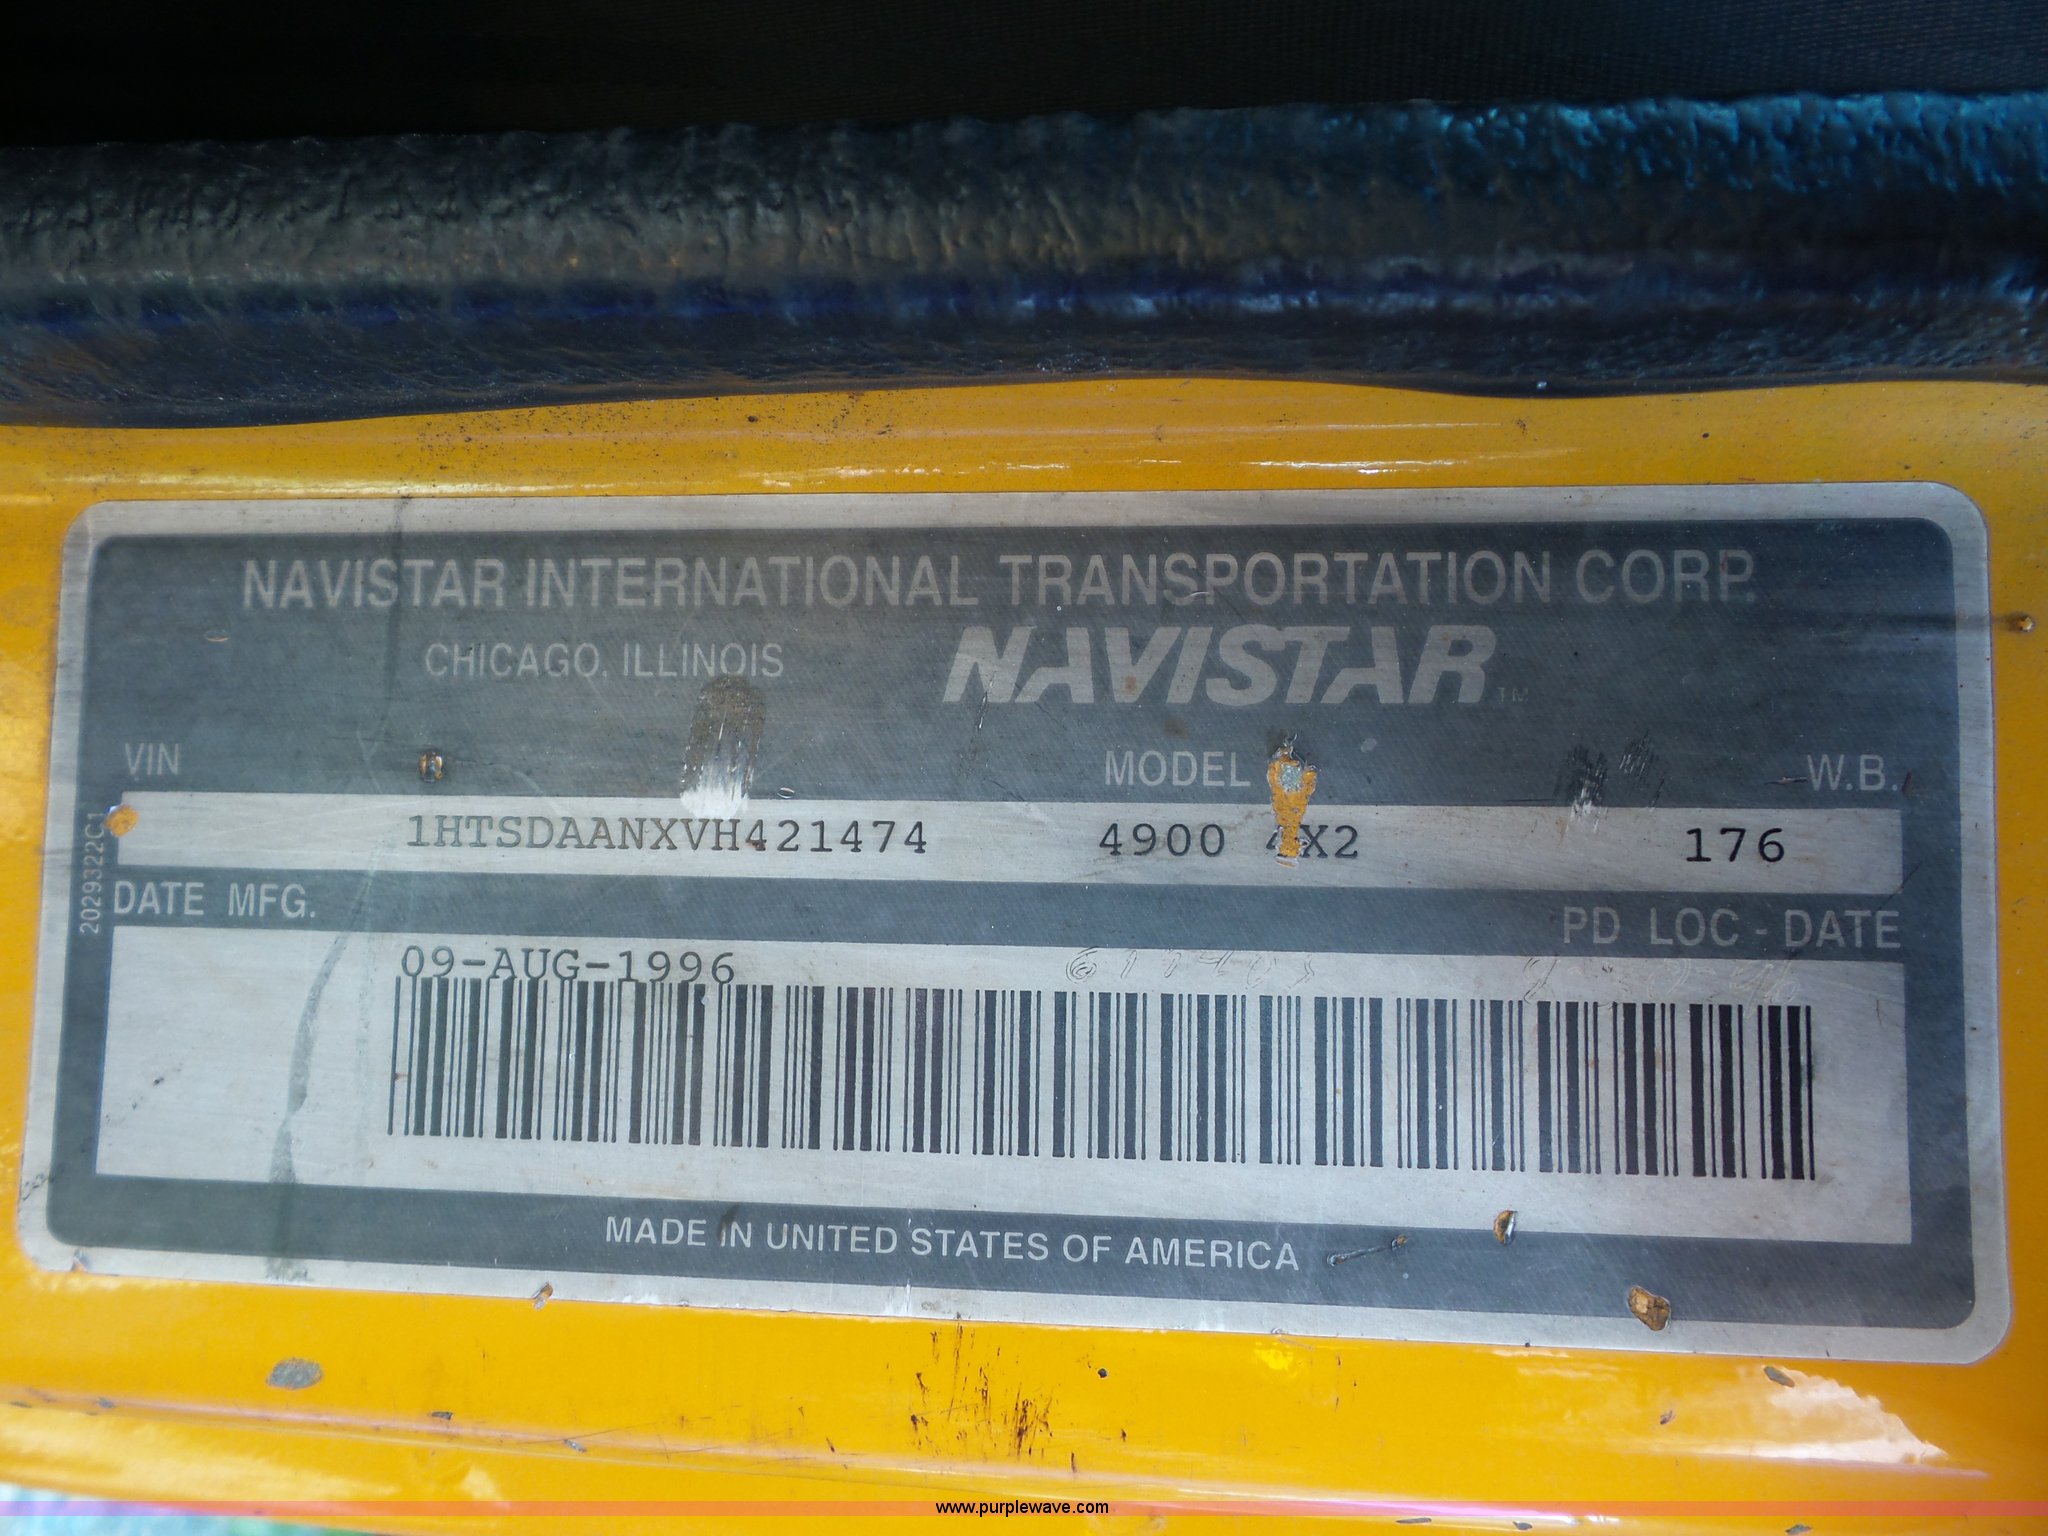 NAVISTAR INTERNATIONAL TRANSPORTATION CORP.
CHICAGO, ILLINOIS NAVISTAR TM
VIN MODEL W.B.
1HTSDAANXVH421474 4900 4X2 176
2029322C1
DATE MFG. PD LOC - DATE
09-AUG-1996
MADE IN UNITED STATES OF AMERICA
www.purplewave.com